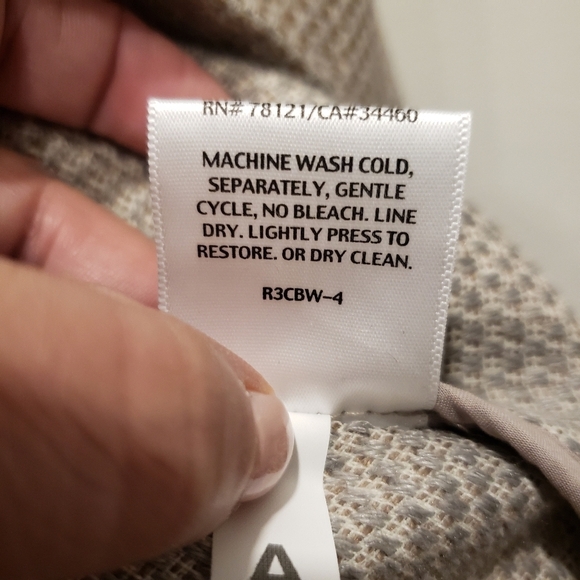 RN# 78121/CA#34460
MACHINE WASH COLD,
SEPARATELY, GENTLE
CYCLE, NO BLEACH. LINE
DRY. LIGHTLY PRESS TO
RESTORE. OR DRY CLEAN.
R3CBW-4
A